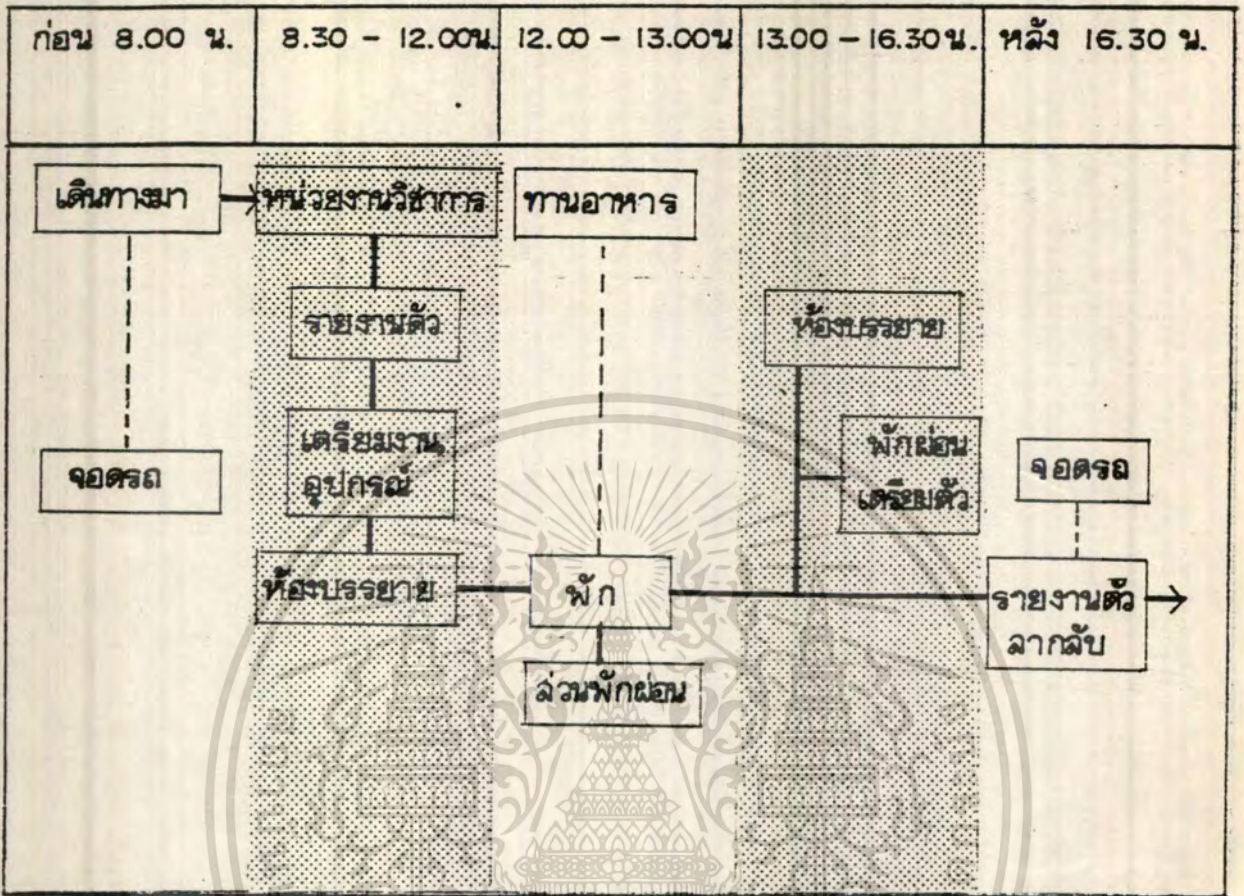 ก่อน 8.00 น.
8.30 - 12.00น.
12.00 - 13.00น
13.00 - 16.30น.
หลัง 16.30 น.
เดินทางมา
หน่วยงานวิชาการ
ทานอาหาร
รายงานตัว
ห้องบรรยาย
เตรียมงาน
อุปกรณ์
พักผ่อน
เตรียมตัว
จอดรถ
จอดรถ
ห้องบรรยาย
พัก
รายงานตัว
ลากลับ
ส่วนพักผ่อน